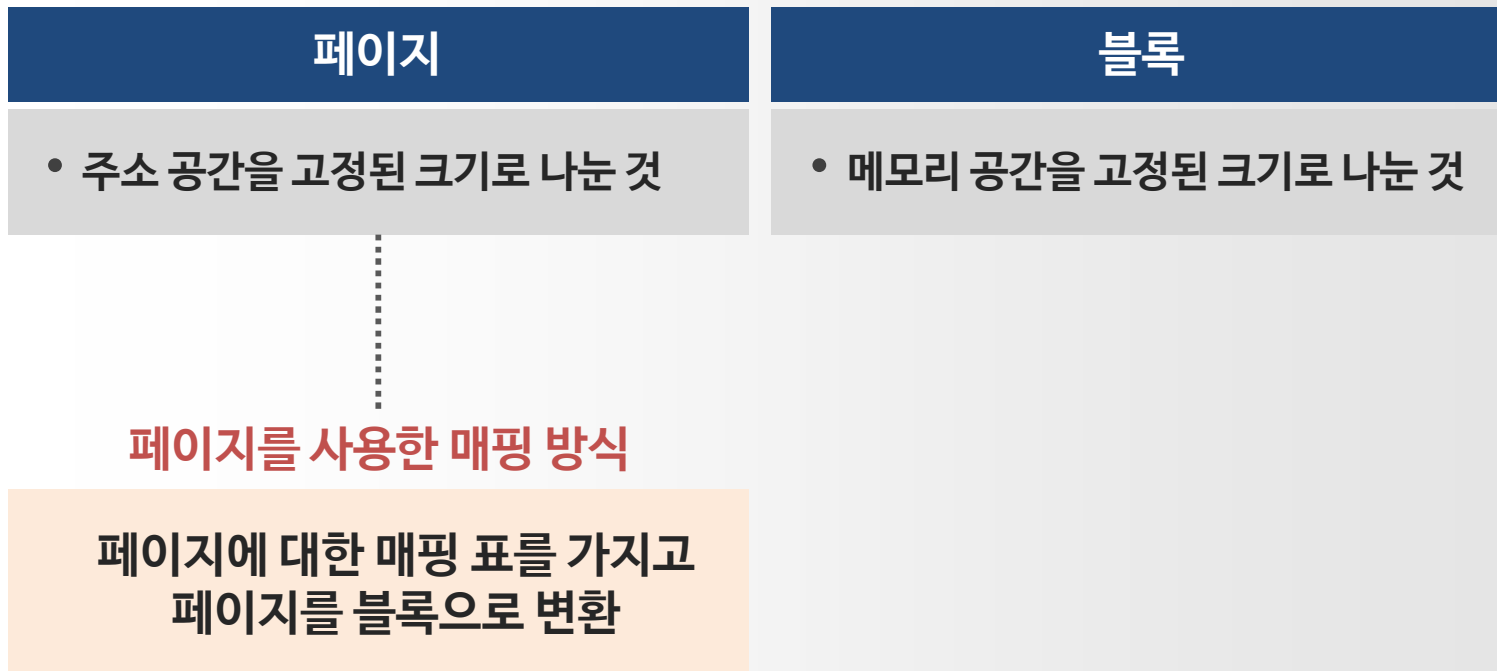 페이지
블록
• 주소 공간을 고정된 크기로 나눈 것
• 메모리 공간을 고정된 크기로 나눈 것
페이지를 사용한 매핑 방식
페이지에 대한 매핑 표를 가지고
페이지를 블록으로 변환